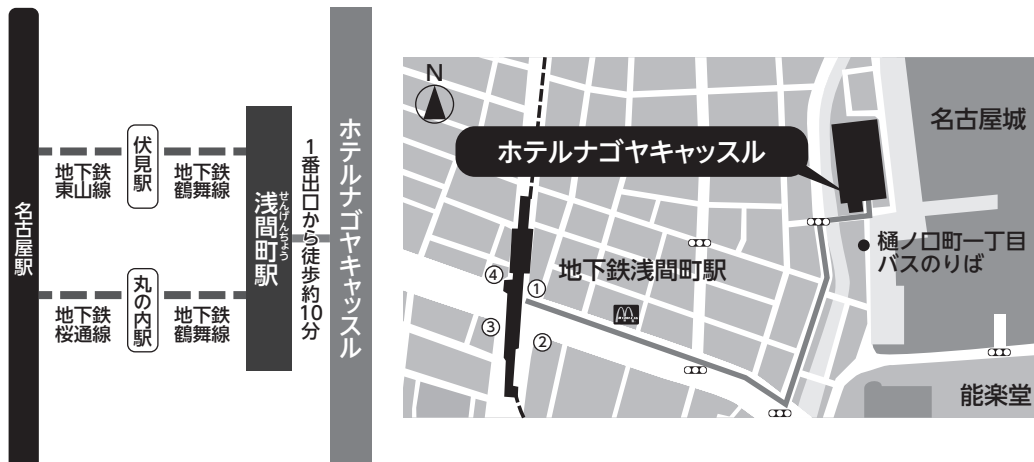 名古屋駅
地下鉄
東山線
伏見駅
地下鉄
鶴舞線
地下鉄
桜通線
丸の内駅
地下鉄
鶴舞線
せんげんちょう
浅間町駅
1番出口から徒歩約10分
ホテルナゴヤキャッスル
N
ホテルナゴヤキャッスル
名古屋城
樋ノ口町一丁目
バスのりば
地下鉄浅間町駅
④
①
③
②
能楽堂